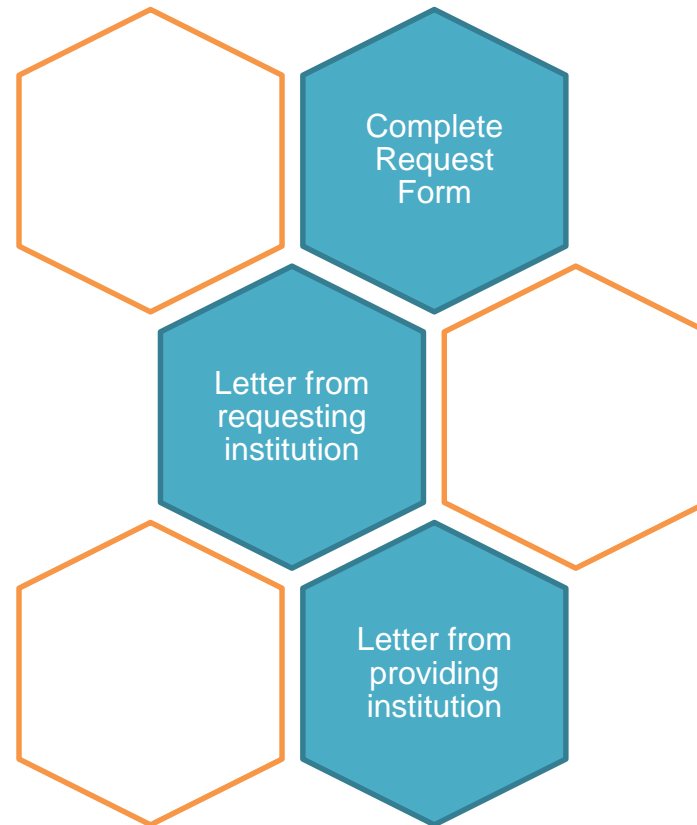 Complete
Request
Form
Letter from
requesting
institution
Letter from
providing
institution